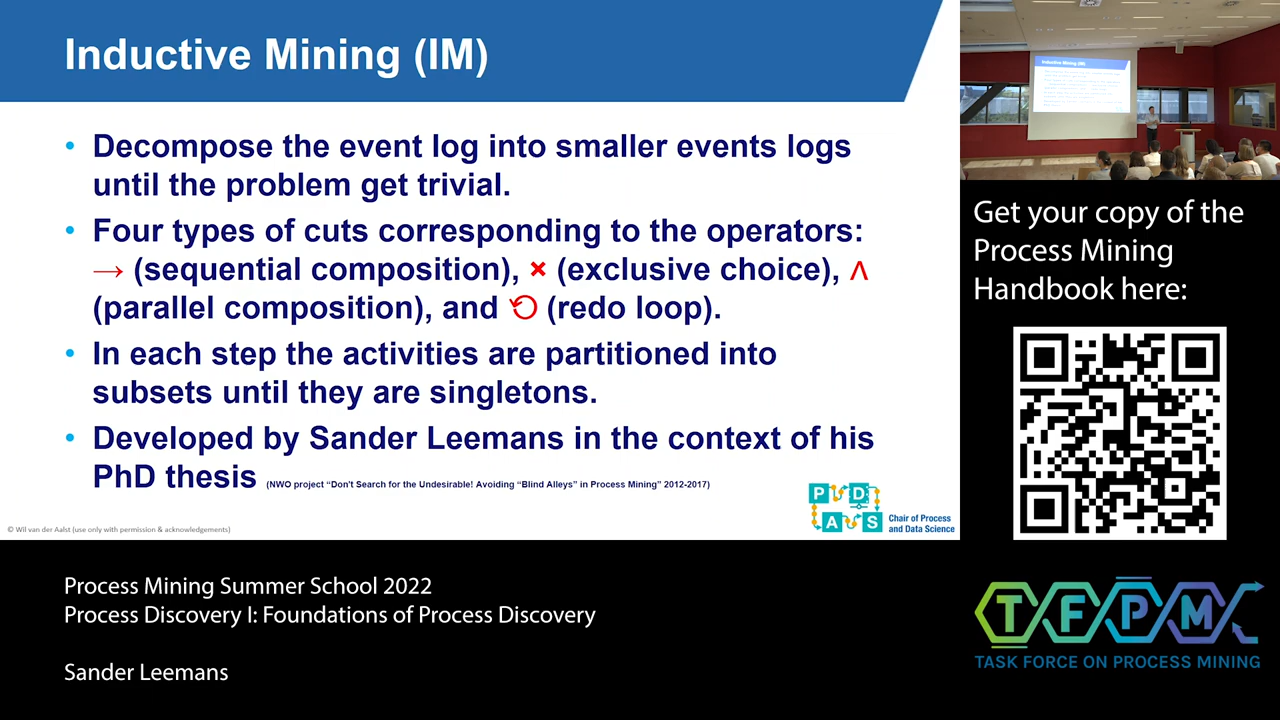 Inductive Mining (IM)
• Decompose the event log into smaller events logs
until the problem get trivial.
• Four types of cuts corresponding to the operators:
→ (sequential composition), × (exclusive choice), ∧
(parallel composition), and ↺ (redo loop).
• In each step the activities are partitioned into
subsets until they are singletons.
• Developed by Sander Leemans in the context of his
PhD thesis (NWO project “Don't Search for the Undesirable! Avoiding “Blind Alleys” in Process Mining” 2012-2017)
© Wil van der Aalst (use only with permission & acknowledgements)
P D
A S
Chair of Process
and Data Science
Inductive Mining (IM)
Get your copy of the
Process Mining
Handbook here:
Process Mining Summer School 2022
Process Discovery I: Foundations of Process Discovery
Sander Leemans
TFPM
TASK FORCE ON PROCESS MINING